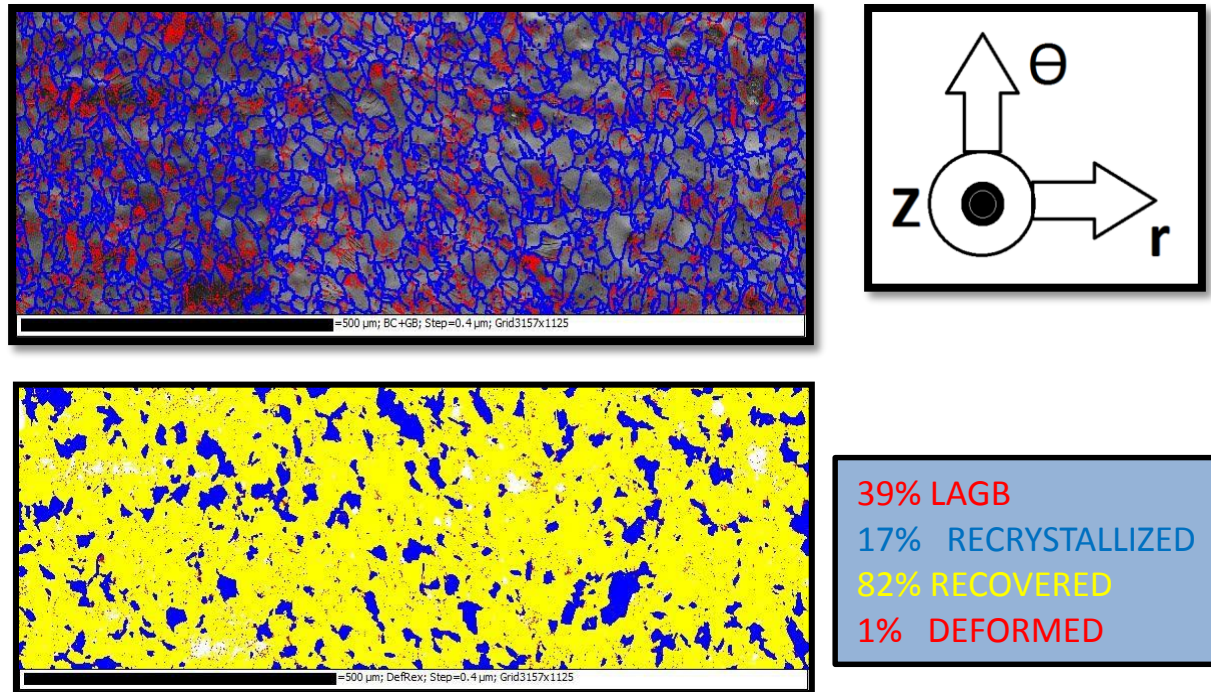 ϴ
Z
r
=500 µm; BC+GB; Step=0.4 µm; Grid3157x1125
=500 µm; DefRex; Step=0.4 µm; Grid3157x1125
39% LAGB
17% RECRYSTALLIZED
82% RECOVERED
1% DEFORMED